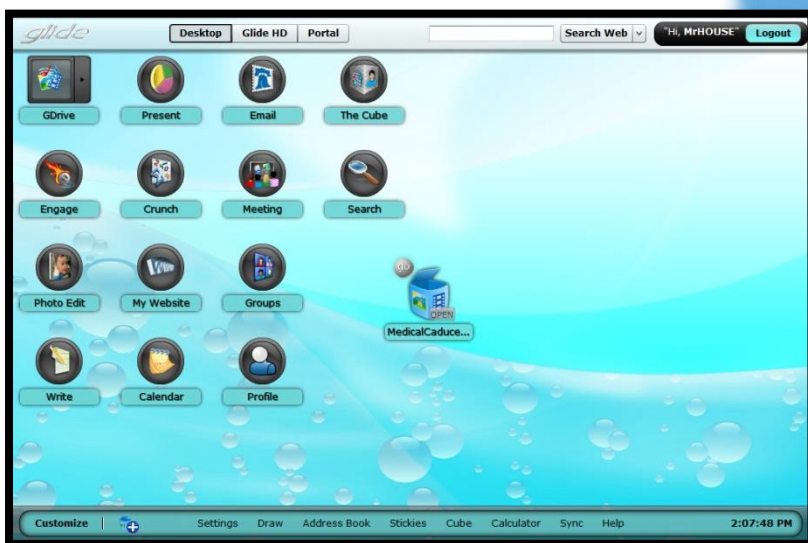 glide
Desktop Glide HD Portal Search Web "Hi, MrHOUSE" Logout
GDrive Present Email The Cube
Engage Crunch Meeting Search
Photo Edit My Website Groups
GO
OPEN
MedicalCaduce...
Write Calendar Profile
Customize Settings Draw Address Book Stickies Cube Calculator Sync Help 2:07:48 PM